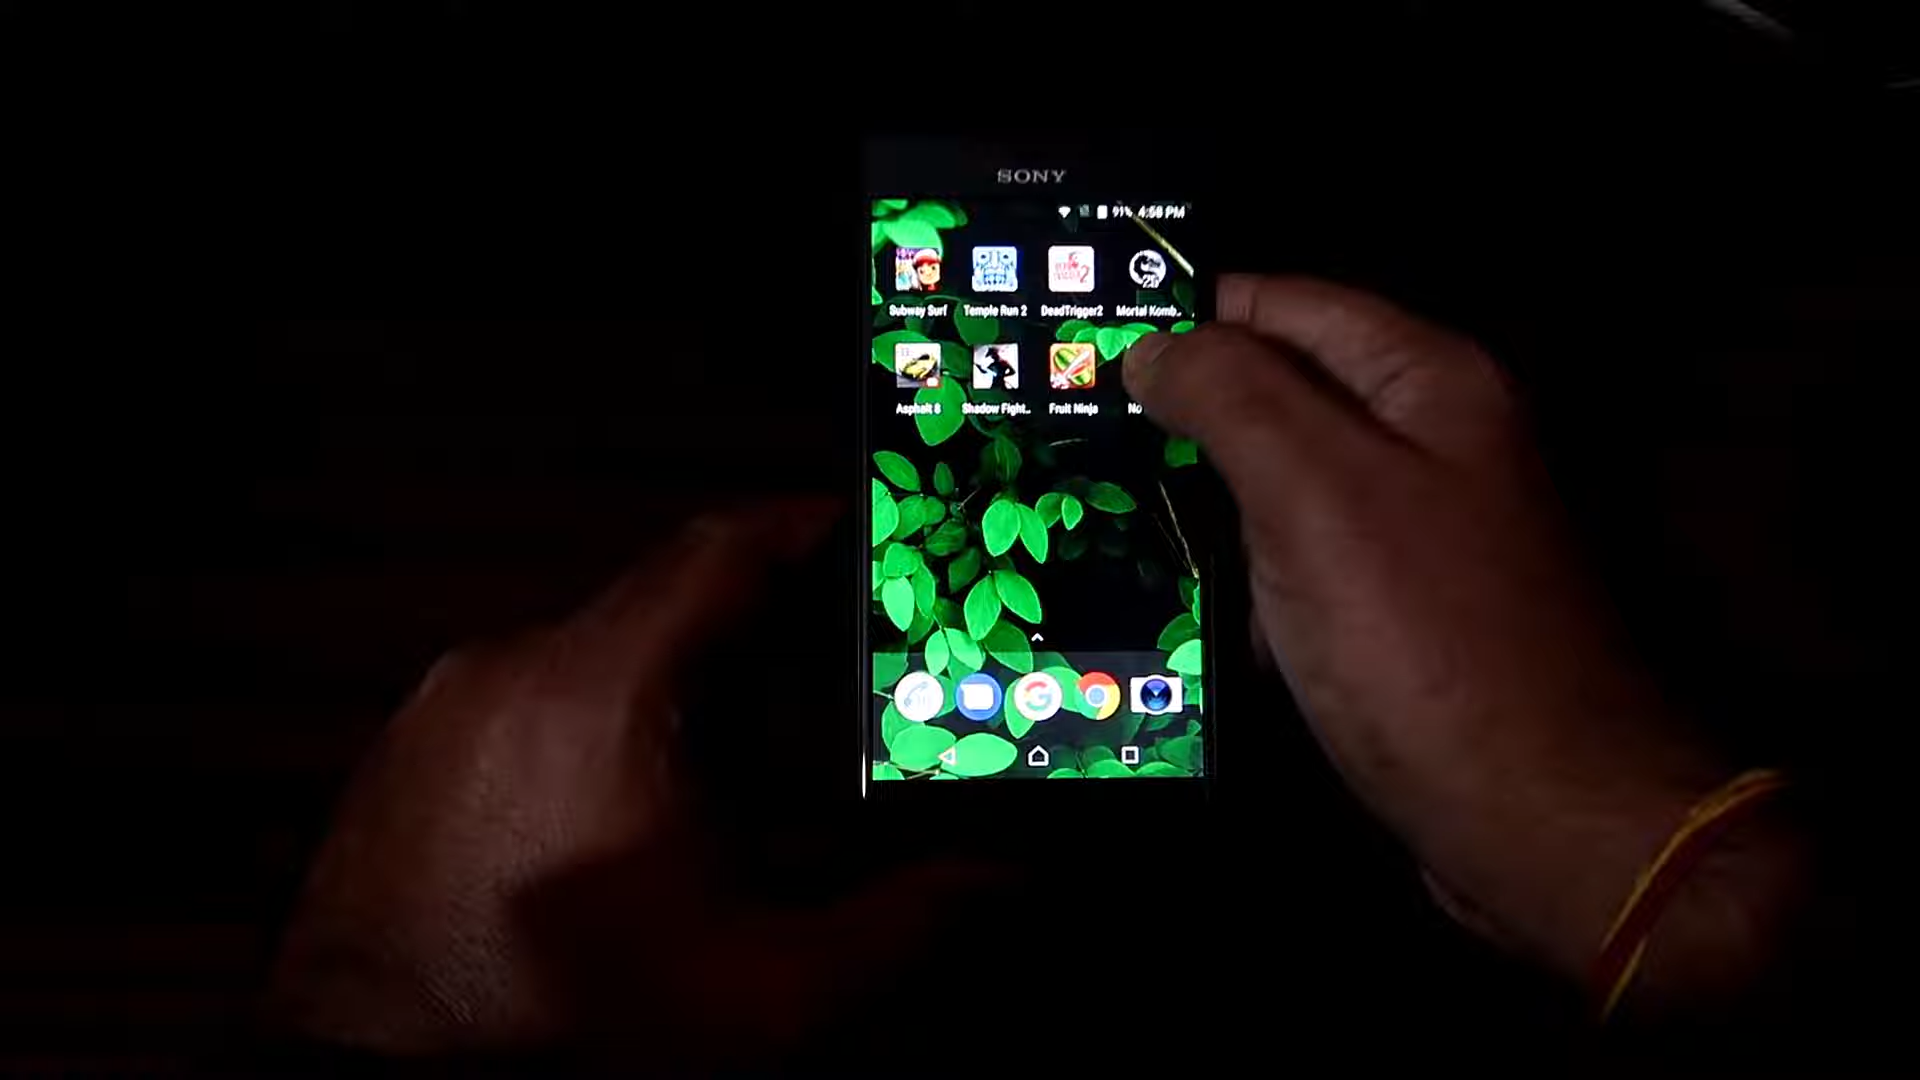 SONY
91% 4:58 PM
Subway Surf Temple Run 2 DeadTrigger2 Mortal Komb..
Asphalt 8 Shadow Fight.. Fruit Ninja No